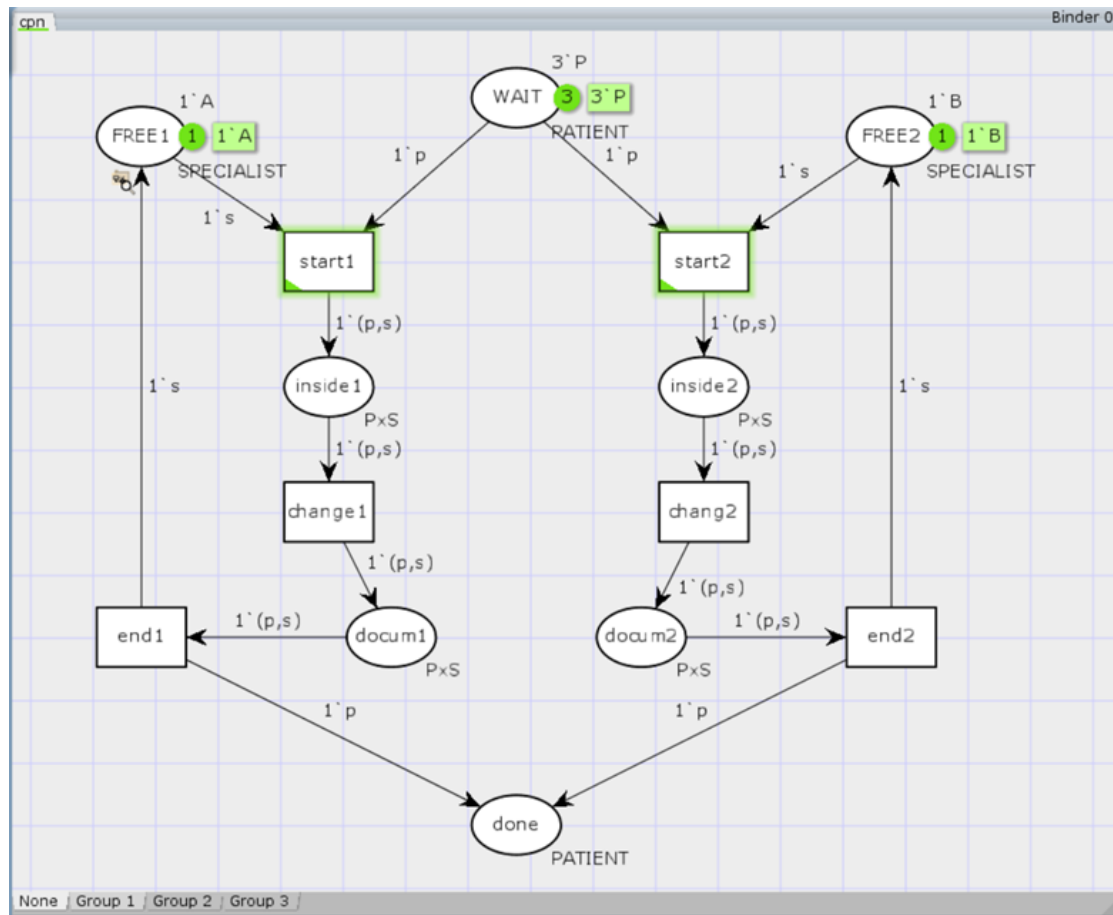 cpn
Binder 0
3`P
WAIT 3 3`P
PATIENT
1`A
FREE1 1 1`A
SPECIALIST
1`B
FREE2 1 1`B
SPECIALIST
1`p
1`p
1`s
1`s
start1
start2
1`(p,s)
1`(p,s)
inside1
PxS
inside2
PxS
1`s
1`s
1`(p,s)
1`(p,s)
change1
chang2
1`(p,s)
1`(p,s)
end1
1`(p,s)
docum1
PxS
docum2
PxS
1`(p,s)
end2
1`p
1`p
done
PATIENT
None
Group 1
Group 2
Group 3